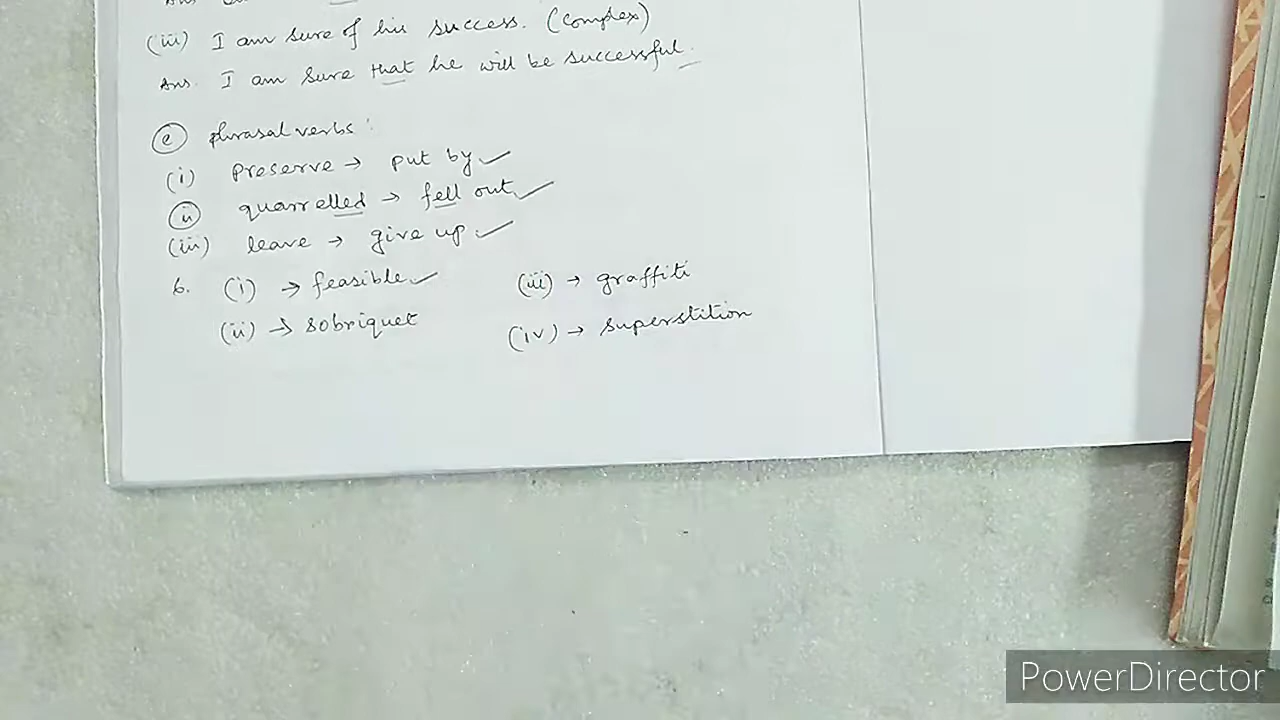 (iii) I am sure of his success. (Complex)
Ans. I am sure that he will be successful.
(e) phrasal verbs:
(i) preserve → put by
(ii) quarrelled → fell out
(iii) leave → give up
6. (i) → feasible (iii) → graffiti
(ii) → sobriquet (iv) → superstition
PowerDirector